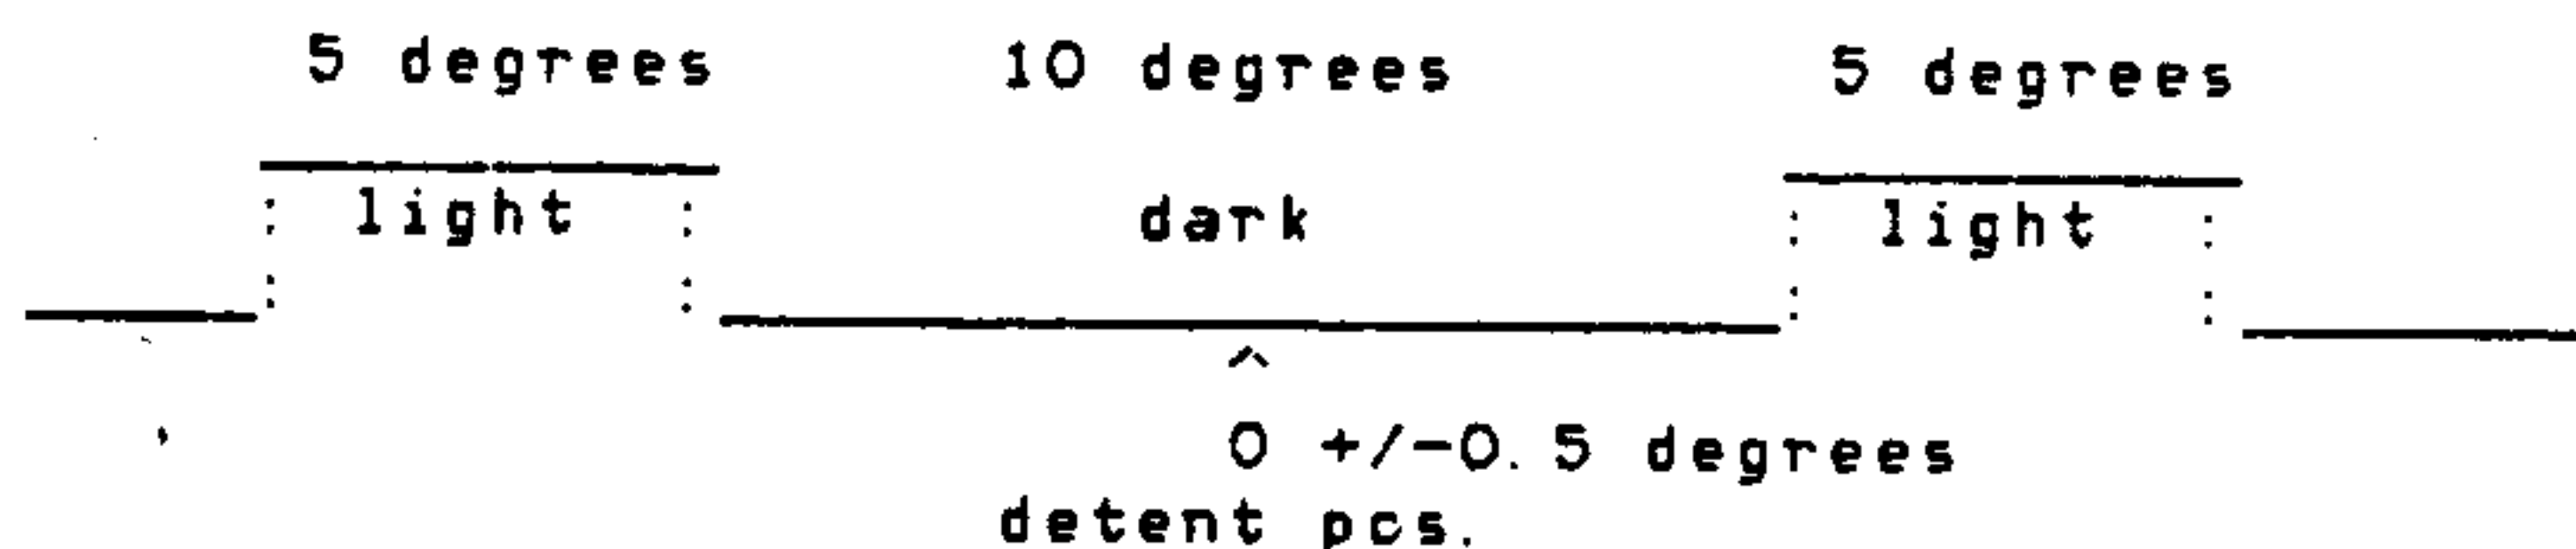 5 degrees 10 degrees 5 degrees
light dark light
^
0 +/-0.5 degrees
detent pos.